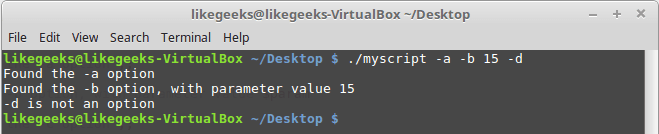 likegeeks@likegeeks-VirtualBox ~/Desktop
File Edit View Search Terminal Help
likegeeks@likegeeks-VirtualBox ~/Desktop $ ./myscript -a -b 15 -d
Found the -a option
Found the -b option, with parameter value 15
-d is not an option
likegeeks@likegeeks-VirtualBox ~/Desktop $